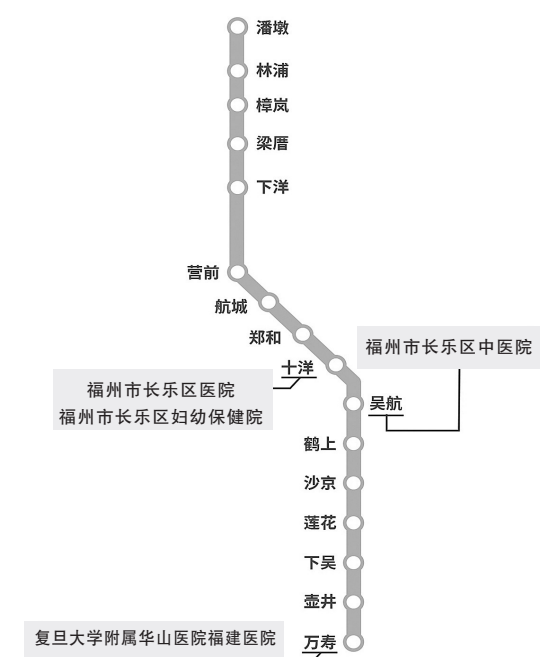 潘墩
林浦
樟岚
梁厝
下洋
营前
航城
郑和
福州市长乐区中医院
十洋
福州市长乐区医院
福州市长乐区妇幼保健院
吴航
鹤上
沙京
莲花
下吴
壶井
复旦大学附属华山医院福建医院
万寿